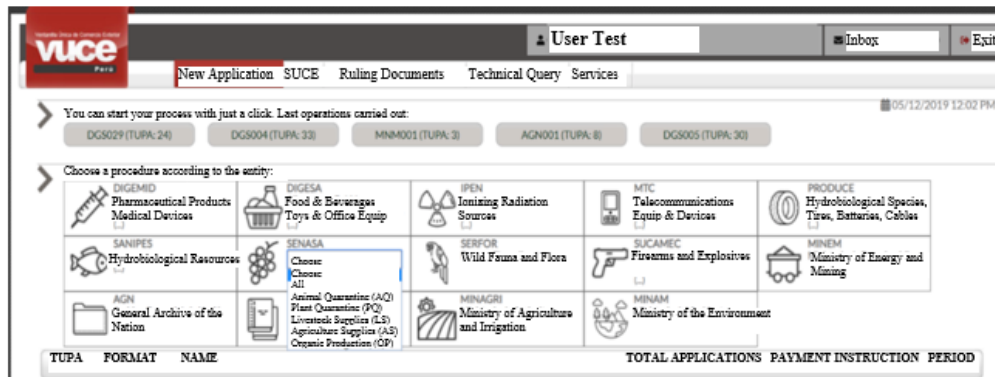 Ventanilla Única de Comercio Exterior
vuce
Perú
User Test
Inbox
Exit
New Application SUCE Ruling Documents Technical Query Services
05/12/2019 12:02 PM
You can start your process with just a click. Last operations carried out:
DGS029 (TUPA: 24) DGS004 (TUPA: 33) MNM001 (TUPA: 3) AGN001 (TUPA: 8) DGS005 (TUPA: 30)
Choose a procedure according to the entity:
DIGEMID
Pharmaceutical Products
Medical Devices
DIGESA
Food & Beverages
Toys & Office Equip
IPEN
Ionizing Radiation
Sources
MTC
Telecommunications
Equip & Devices
PRODUCE
Hydrobiological Species,
Tires, Batteries, Cables
SANIPES
Hydrobiological Resources
SENASA
Choose
Choose
All
Animal Quarantine (AQ)
Plant Quarantine (PQ)
Livestock Supplies (LS)
Agriculture Supplies (AS)
Organic Production (OP)
SERFOR
Wild Fauna and Flora
SUCAMEC
Firearms and Explosives
MINEM
Ministry of Energy and
Mining
AGN
General Archive of the
Nation
MINAGRI
Ministry of Agriculture
and Irrigation
MINAM
Ministry of the Environment
TUPA FORMAT NAME TOTAL APPLICATIONS PAYMENT INSTRUCTION PERIOD